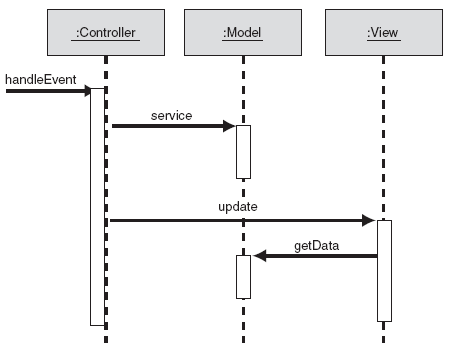 :Controller
:Model
:View
handleEvent
service
update
getData